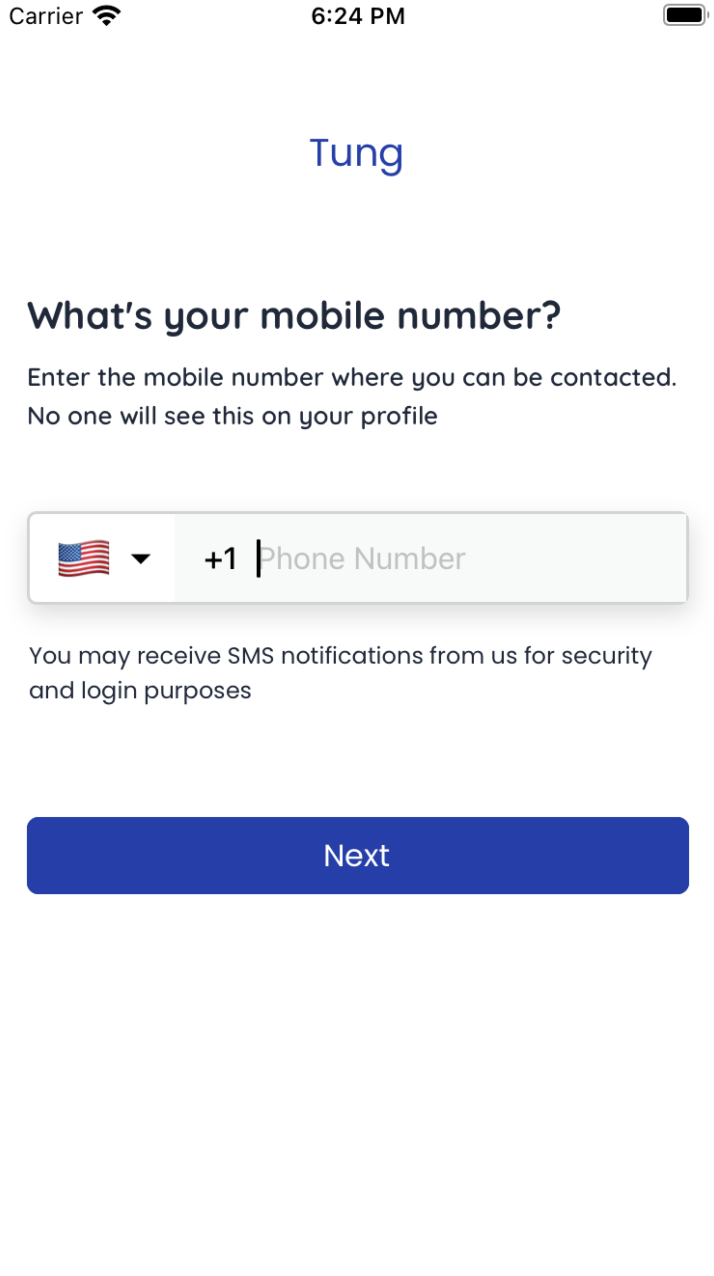 Carrier 6:24 PM
Tung
What's your mobile number?
Enter the mobile number where you can be contacted.
No one will see this on your profile
+1 Phone Number
You may receive SMS notifications from us for security
and login purposes
Next